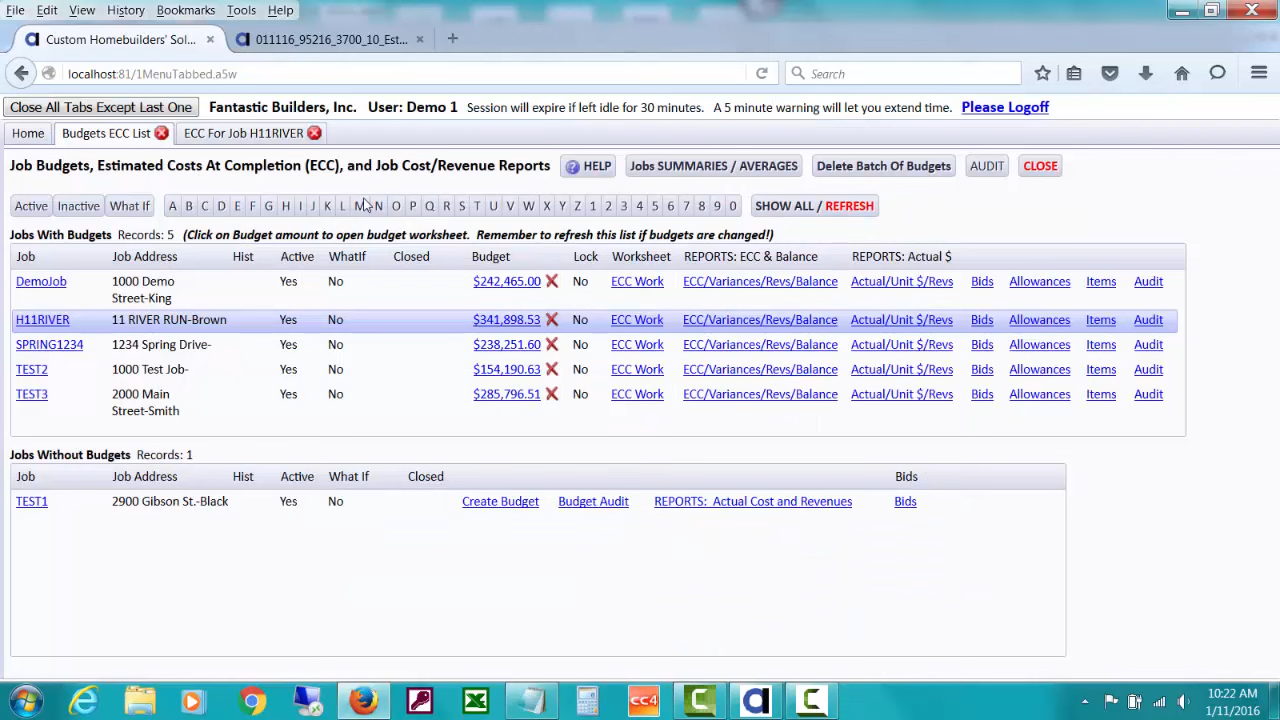 File Edit View History Bookmarks Tools Help
Custom Homebuilders' Sol... × 011116_95216_3700_10_Est... × +
localhost:81/1MenuTabbed.a5w Search
Close All Tabs Except Last One Fantastic Builders, Inc. User: Demo 1 Session will expire if left idle for 30 minutes. A 5 minute warning will let you extend time. Please Logoff
Home Budgets ECC List ECC For Job H11RIVER
Job Budgets, Estimated Costs At Completion (ECC), and Job Cost/Revenue Reports HELP Jobs SUMMARIES / AVERAGES Delete Batch Of Budgets AUDIT CLOSE
Active Inactive What If A B C D E F G H I J K L M N O P Q R S T U V W X Y Z 1 2 3 4 5 6 7 8 9 0 SHOW ALL / REFRESH
Jobs With Budgets Records: 5 (Click on Budget amount to open budget worksheet. Remember to refresh this list if budgets are changed!)
Job Job Address Hist Active WhatIf Closed Budget Lock Worksheet REPORTS: ECC & Balance REPORTS: Actual $
DemoJob 1000 Demo Yes No $242,465.00 No ECC Work ECC/Variances/Revs/Balance Actual/Unit $/Revs Bids Allowances Items Audit
Street-King
H11RIVER 11 RIVER RUN-Brown Yes No $341,898.53 No ECC Work ECC/Variances/Revs/Balance Actual/Unit $/Revs Bids Allowances Items Audit
SPRING1234 1234 Spring Drive- Yes No $238,251.60 No ECC Work ECC/Variances/Revs/Balance Actual/Unit $/Revs Bids Allowances Items Audit
TEST2 1000 Test Job- Yes No $154,190.63 No ECC Work ECC/Variances/Revs/Balance Actual/Unit $/Revs Bids Allowances Items Audit
TEST3 2000 Main Yes No $285,796.51 No ECC Work ECC/Variances/Revs/Balance Actual/Unit $/Revs Bids Allowances Items Audit
Street-Smith
Jobs Without Budgets Records: 1
Job Job Address Hist Active What If Closed Bids
TEST1 2900 Gibson St.-Black Yes No Create Budget Budget Audit REPORTS: Actual Cost and Revenues Bids
CC4
10:22 AM
1/11/2016